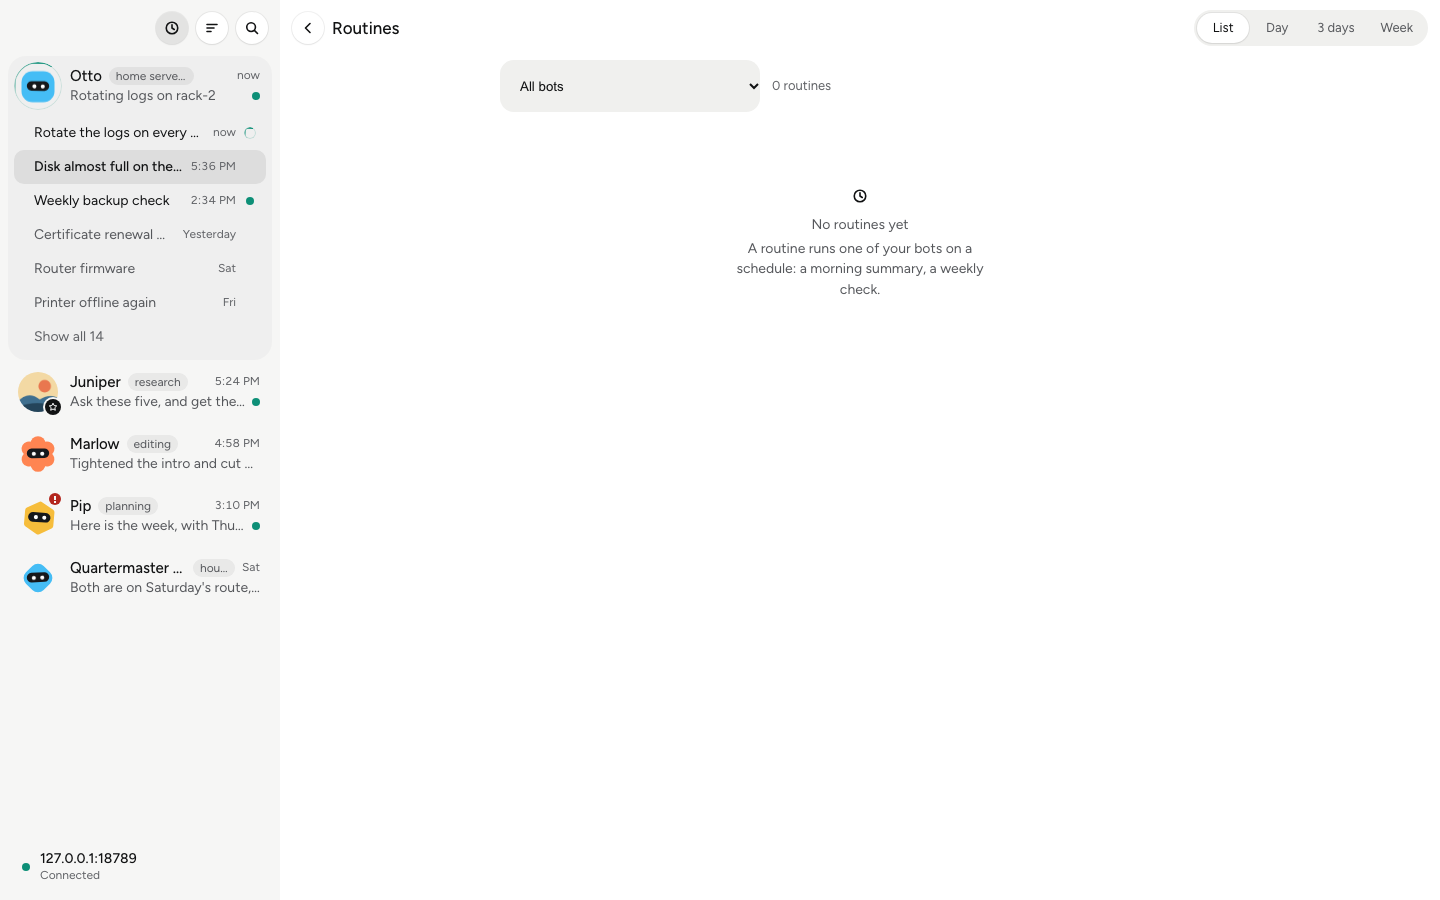 Otto home serve... now
Rotating logs on rack-2
Rotate the logs on every ... now
Disk almost full on the... 5:36 PM
Weekly backup check 2:34 PM
Certificate renewal ... Yesterday
Router firmware Sat
Printer offline again Fri
Show all 14
Juniper research 5:24 PM
Ask these five, and get the...
Marlow editing 4:58 PM
Tightened the intro and cut ...
Pip planning 3:10 PM
Here is the week, with Thu...
Quartermaster ... hou... Sat
Both are on Saturday's route,...
127.0.0.1:18789
Connected
Routines
List Day 3 days Week
All bots 0 routines
No routines yet
A routine runs one of your bots on a
schedule: a morning summary, a weekly
check.